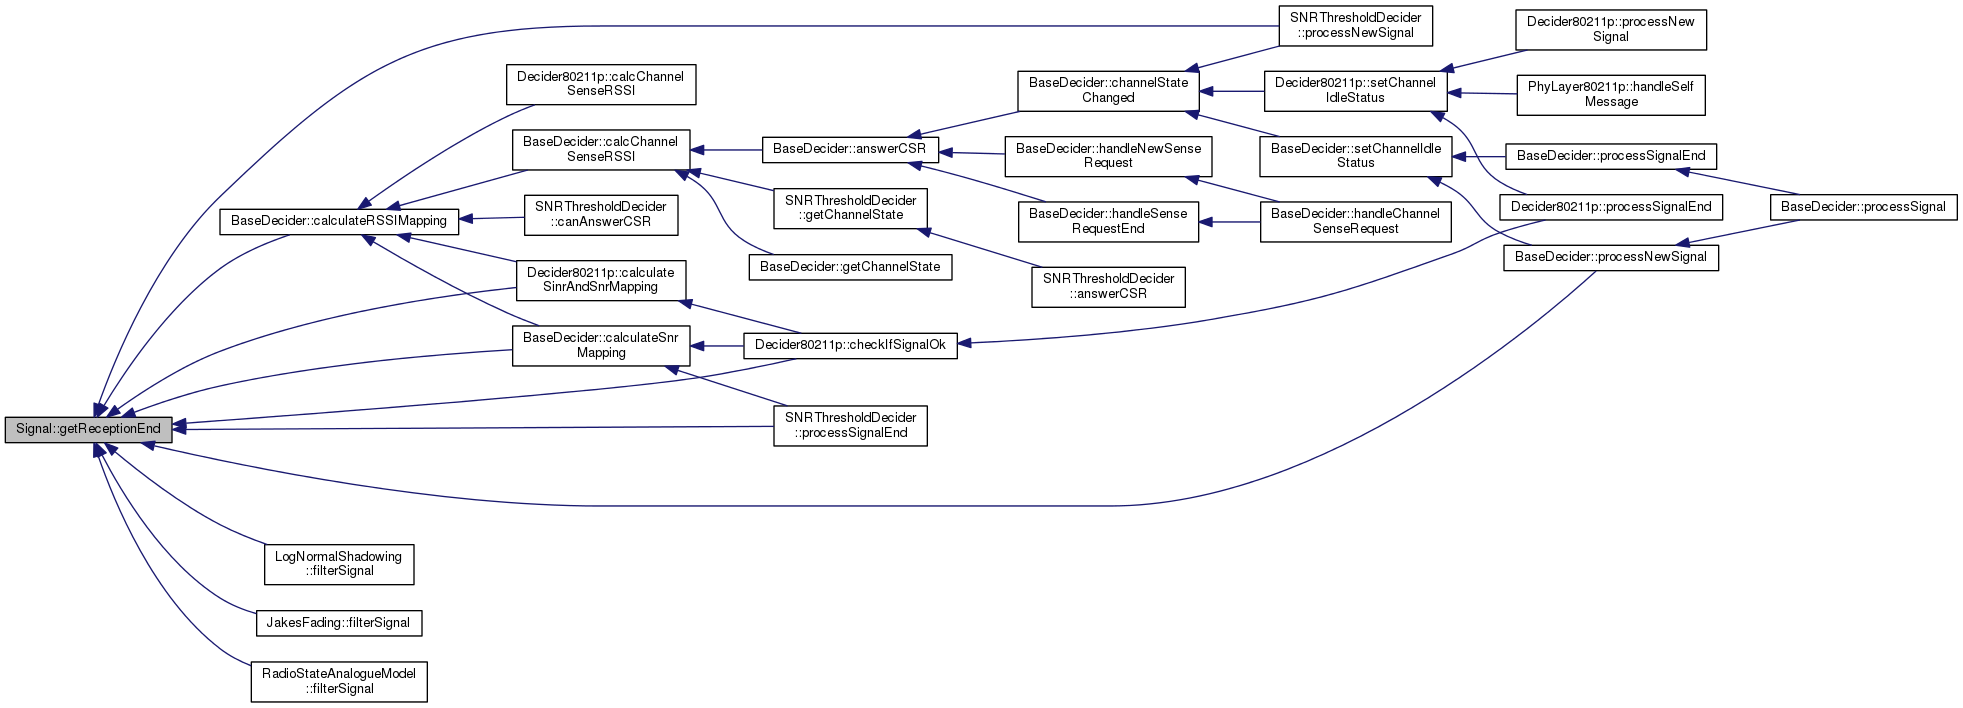 Signal::getReceptionEnd
SNRThresholdDecider
::processNewSignal
BaseDecider::calculateRSSIMapping
Decider80211p::calcChannel
SenseRSSI
BaseDecider::calcChannel
SenseRSSI
SNRThresholdDecider
::canAnswerCSR
Decider80211p::calculate
SinrAndSnrMapping
BaseDecider::calculateSnr
Mapping
BaseDecider::answerCSR
SNRThresholdDecider
::getChannelState
BaseDecider::getChannelState
Decider80211p::checkIfSignalOk
SNRThresholdDecider
::processSignalEnd
BaseDecider::channelState
Changed
BaseDecider::handleNewSense
Request
BaseDecider::handleSense
RequestEnd
SNRThresholdDecider
::answerCSR
Decider80211p::setChannel
IdleStatus
BaseDecider::setChannelIdle
Status
BaseDecider::handleChannel
SenseRequest
Decider80211p::processNew
Signal
PhyLayer80211p::handleSelf
Message
BaseDecider::processSignalEnd
Decider80211p::processSignalEnd
BaseDecider::processNewSignal
BaseDecider::processSignal
LogNormalShadowing
::filterSignal
JakesFading::filterSignal
RadioStateAnalogueModel
::filterSignal